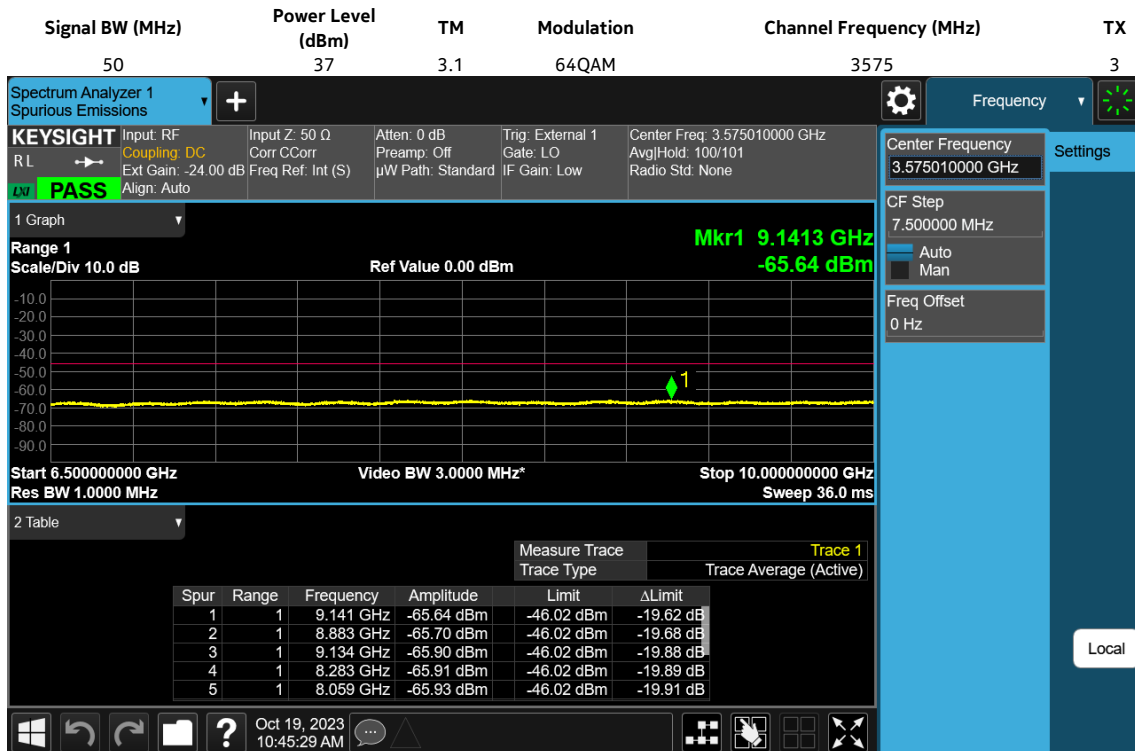 Signal BW (MHz) Power Level (dBm) TM Modulation Channel Frequency (MHz) TX
50 37 3.1 64QAM 3575 3
Spectrum Analyzer 1
Spurious Emissions
+
Frequency
KEYSIGHT Input: RF Input Z: 50 Ω Atten: 0 dB Trig: External 1 Center Freq: 3.575010000 GHz
RL Coupling: DC Corr CCorr Preamp: Off Gate: LO Avg|Hold: 100/101
Ext Gain: -24.00 dB Freq Ref: Int (S) µW Path: Standard IF Gain: Low Radio Std: None
LXI PASS Align: Auto
Center Frequency
3.575010000 GHz
Settings
CF Step
7.500000 MHz
Auto
Man
Freq Offset
0 Hz
1 Graph
Range 1
Mkr1 9.1413 GHz
Scale/Div 10.0 dB Ref Value 0.00 dBm -65.64 dBm
-10.0
-20.0
-30.0
-40.0
-50.0
-60.0
-70.0
-80.0
-90.0
1
Start 6.500000000 GHz Video BW 3.0000 MHz* Stop 10.000000000 GHz
Res BW 1.0000 MHz Sweep 36.0 ms
2 Table
Measure Trace Trace 1
Trace Type Trace Average (Active)
Spur Range Frequency Amplitude Limit ΔLimit
1 1 9.141 GHz -65.64 dBm -46.02 dBm -19.62 dB
2 1 8.883 GHz -65.70 dBm -46.02 dBm -19.68 dB
3 1 9.134 GHz -65.90 dBm -46.02 dBm -19.88 dB
4 1 8.283 GHz -65.91 dBm -46.02 dBm -19.89 dB
5 1 8.059 GHz -65.93 dBm -46.02 dBm -19.91 dB
Local
? Oct 19, 2023
10:45:29 AM